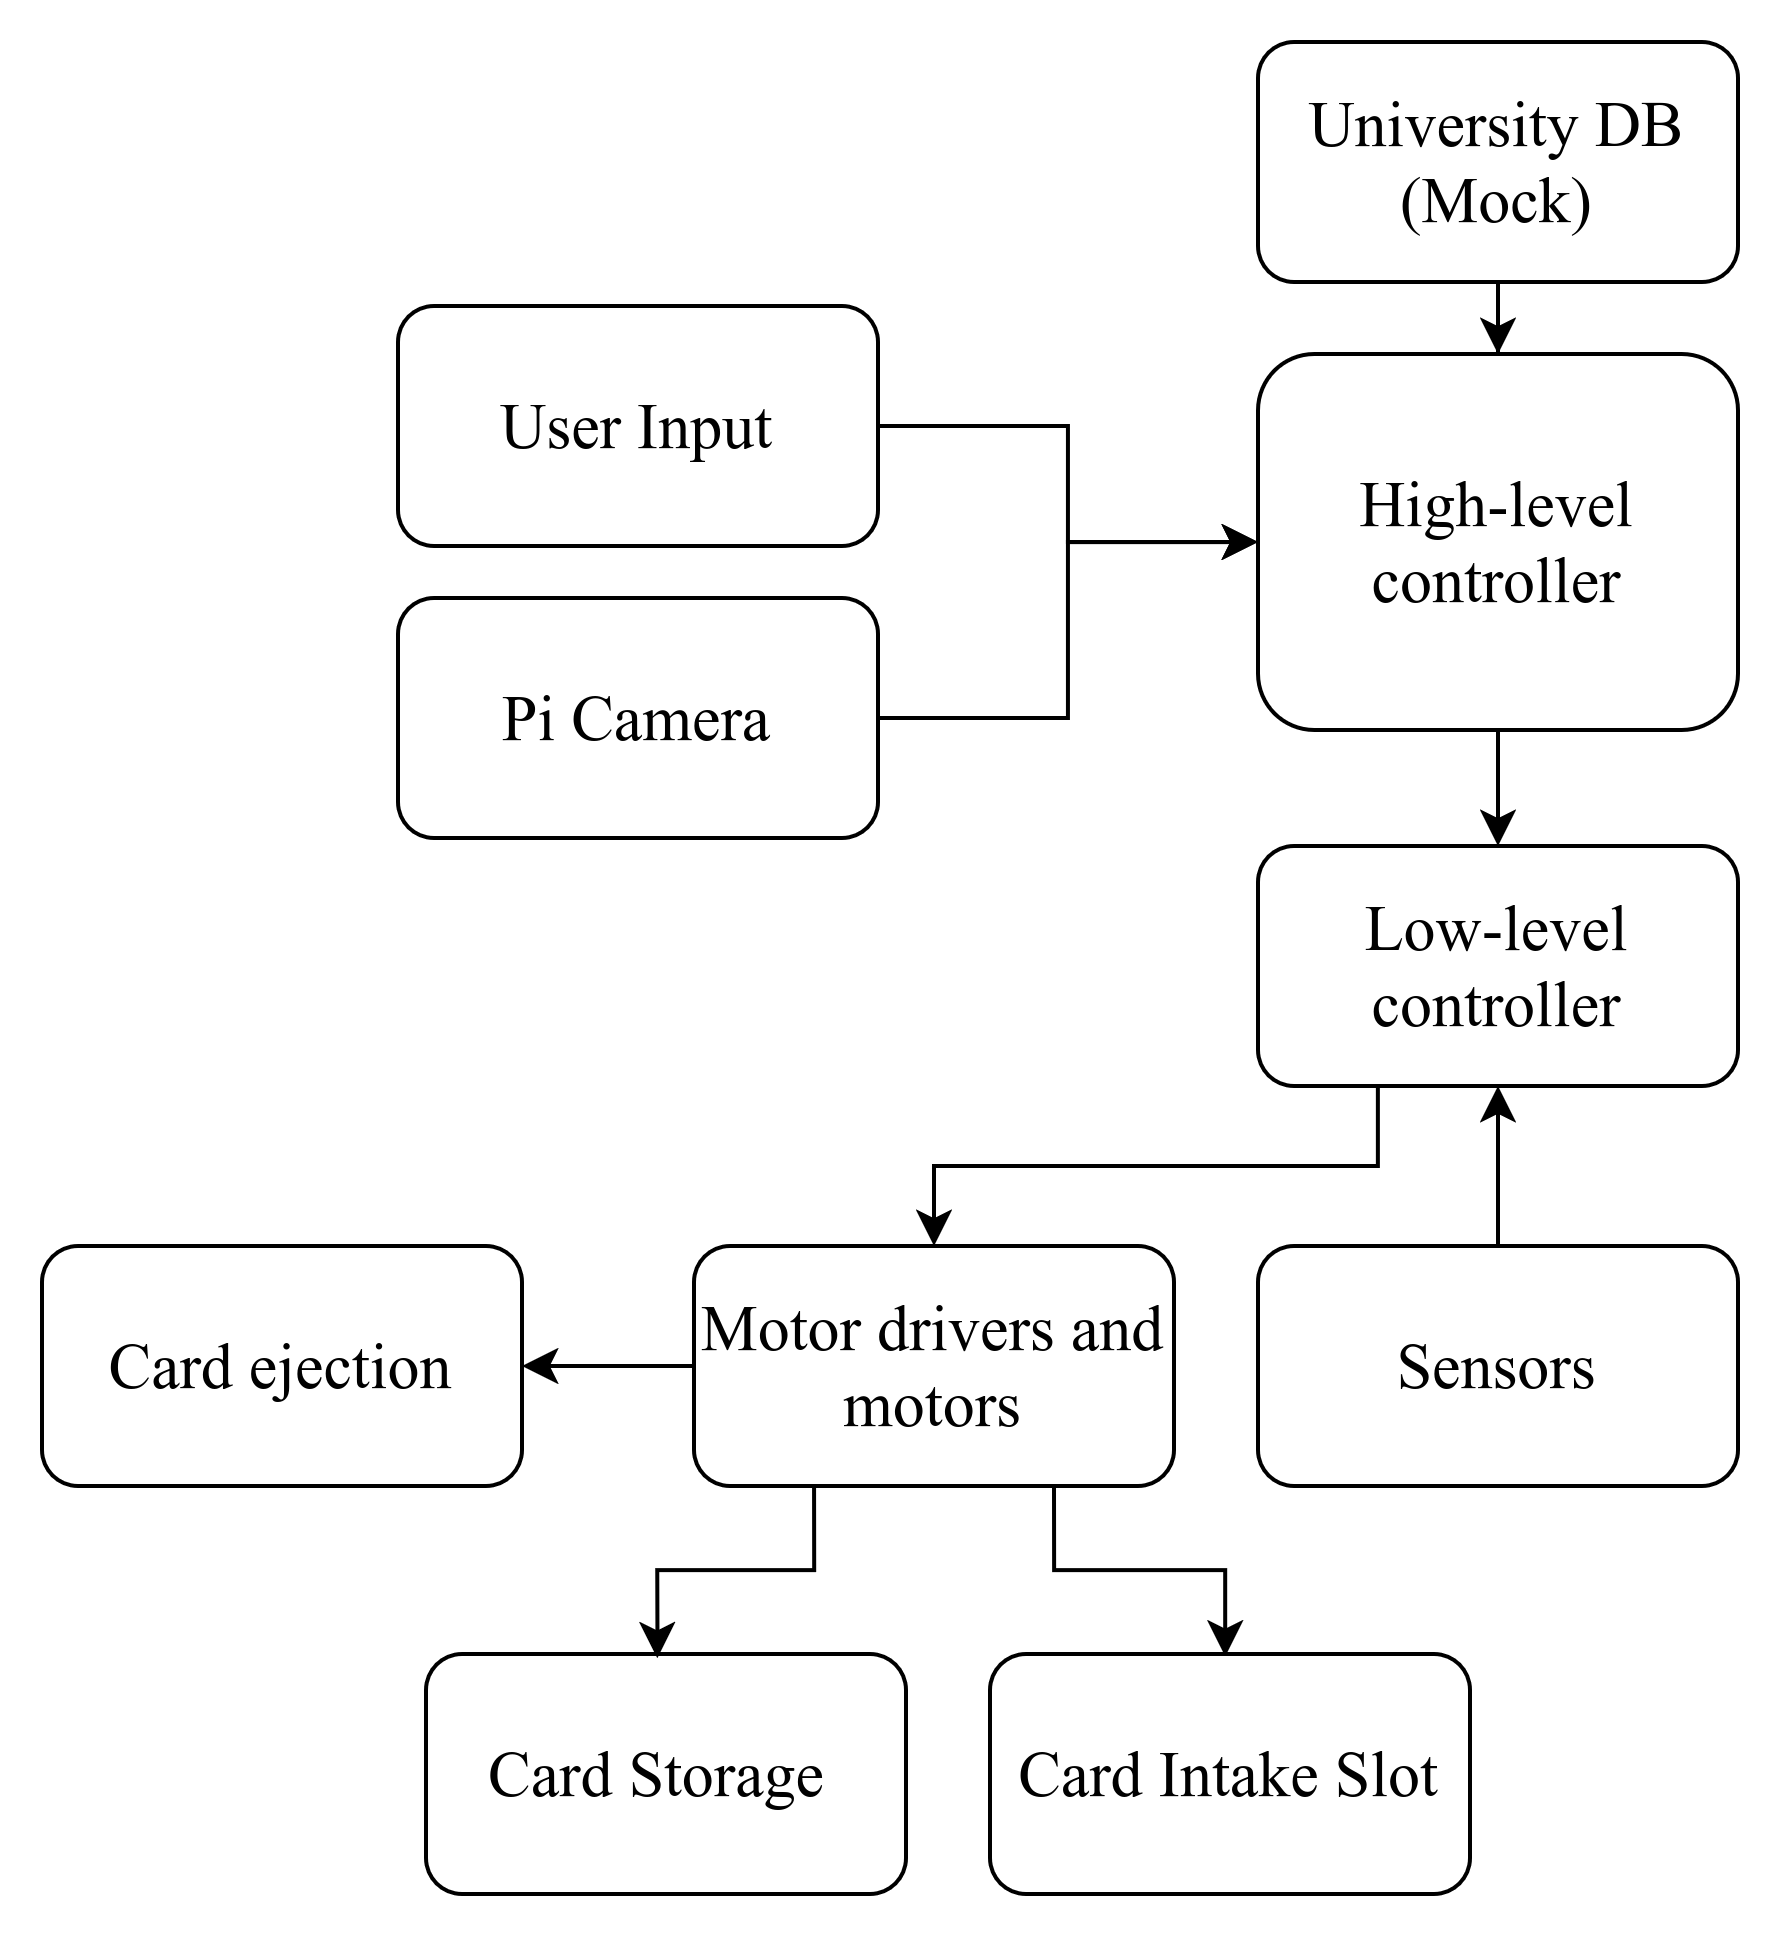 University DB
(Mock)
User Input
High-level
controller
Pi Camera
Low-level
controller
Card ejection
Motor drivers and
motors
Sensors
Card Storage
Card Intake Slot